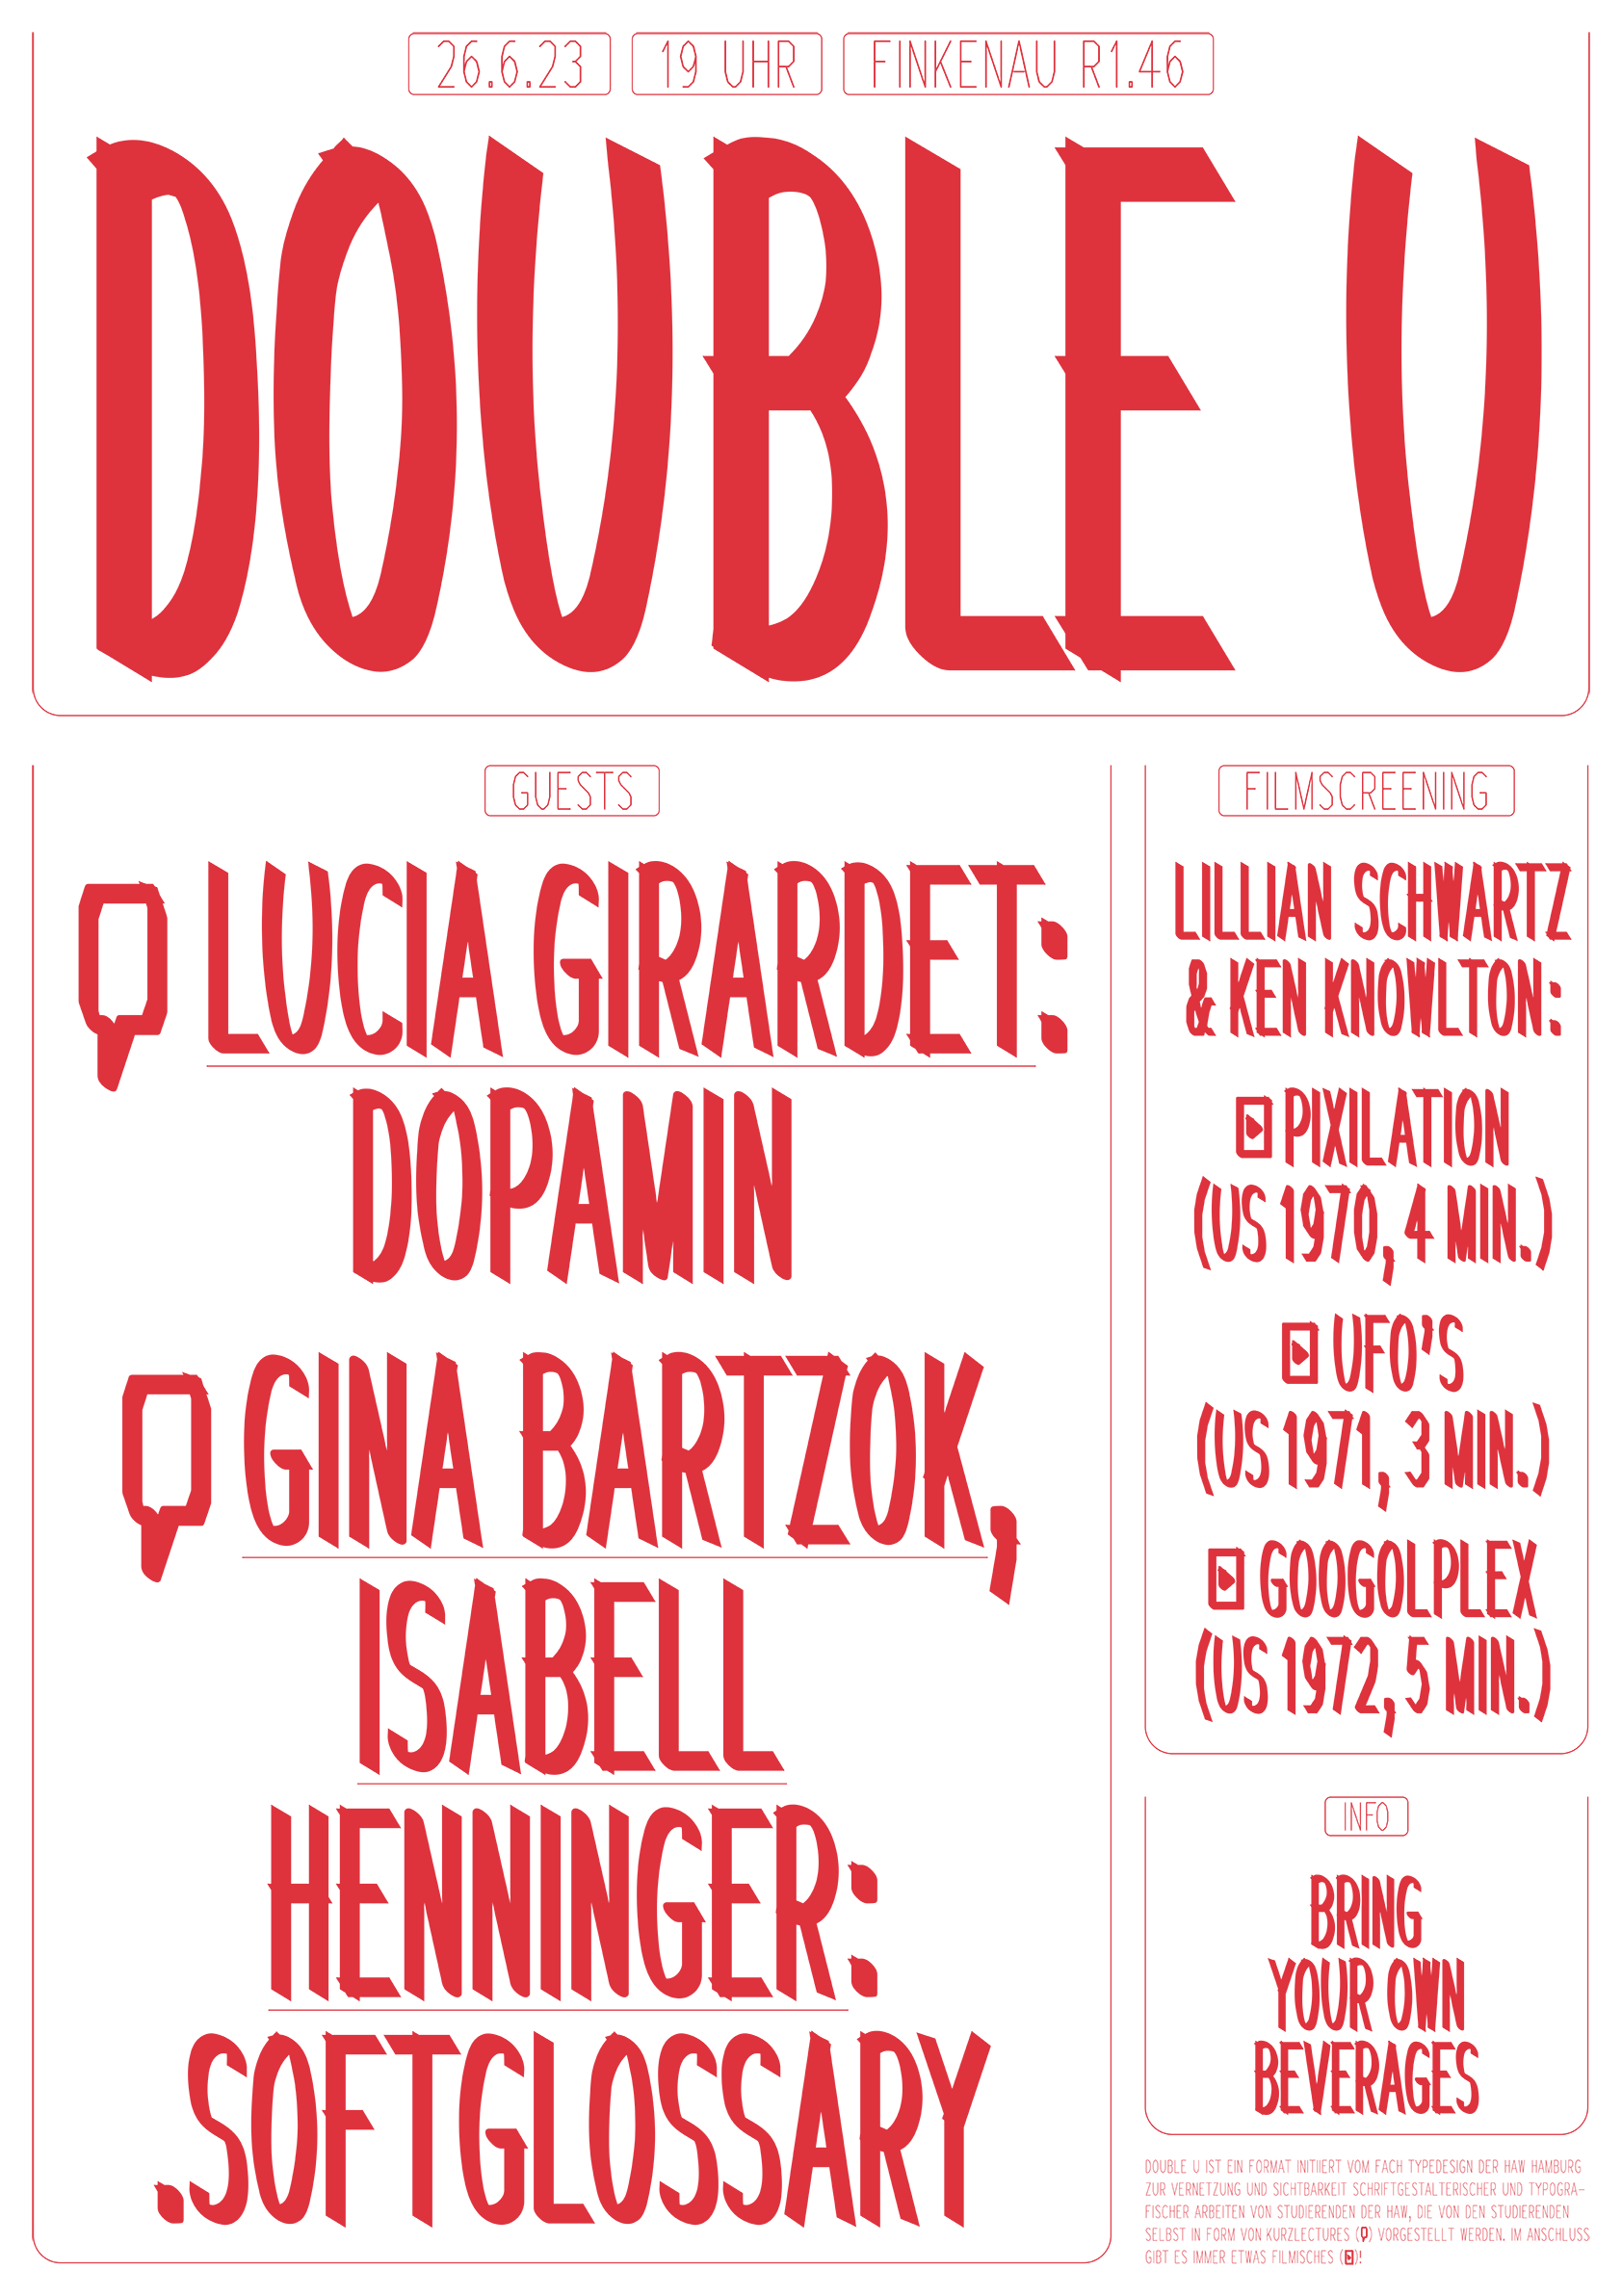 26.6.23
19 UHR
FINKENAU R1.46
DOUBLE U
GUESTS
LUCIA GIRARDET:
DOPAMIN
GINA BARTZOK,
ISABELL
HENNINGER:
.SOFTGLOSSARY
FILMSCREENING
LILLIAN SCHWARTZ
& KEN KNOWLTON:
PIXILATION
(US 1970, 4 MIN.)
UFO'S
(US 1971, 3 MIN.)
GOOGOLPLEX
(US 1972, 5 MIN.)
INFO
BRING
YOUR OWN
BEVERAGES
DOUBLE U IST EIN FORMAT INITIIERT VOM FACH TYPEDESIGN DER HAW HAMBURG
ZUR VERNETZUNG UND SICHTBARKEIT SCHRIFTGESTALTERISCHER UND TYPOGRA-
FISCHER ARBEITEN VON STUDIERENDEN DER HAW, DIE VON DEN STUDIERENDEN
SELBST IN FORM VON KURZLECTURES () VORGESTELLT WERDEN. IM ANSCHLUSS
GIBT ES IMMER ETWAS FILMISCHES ()!